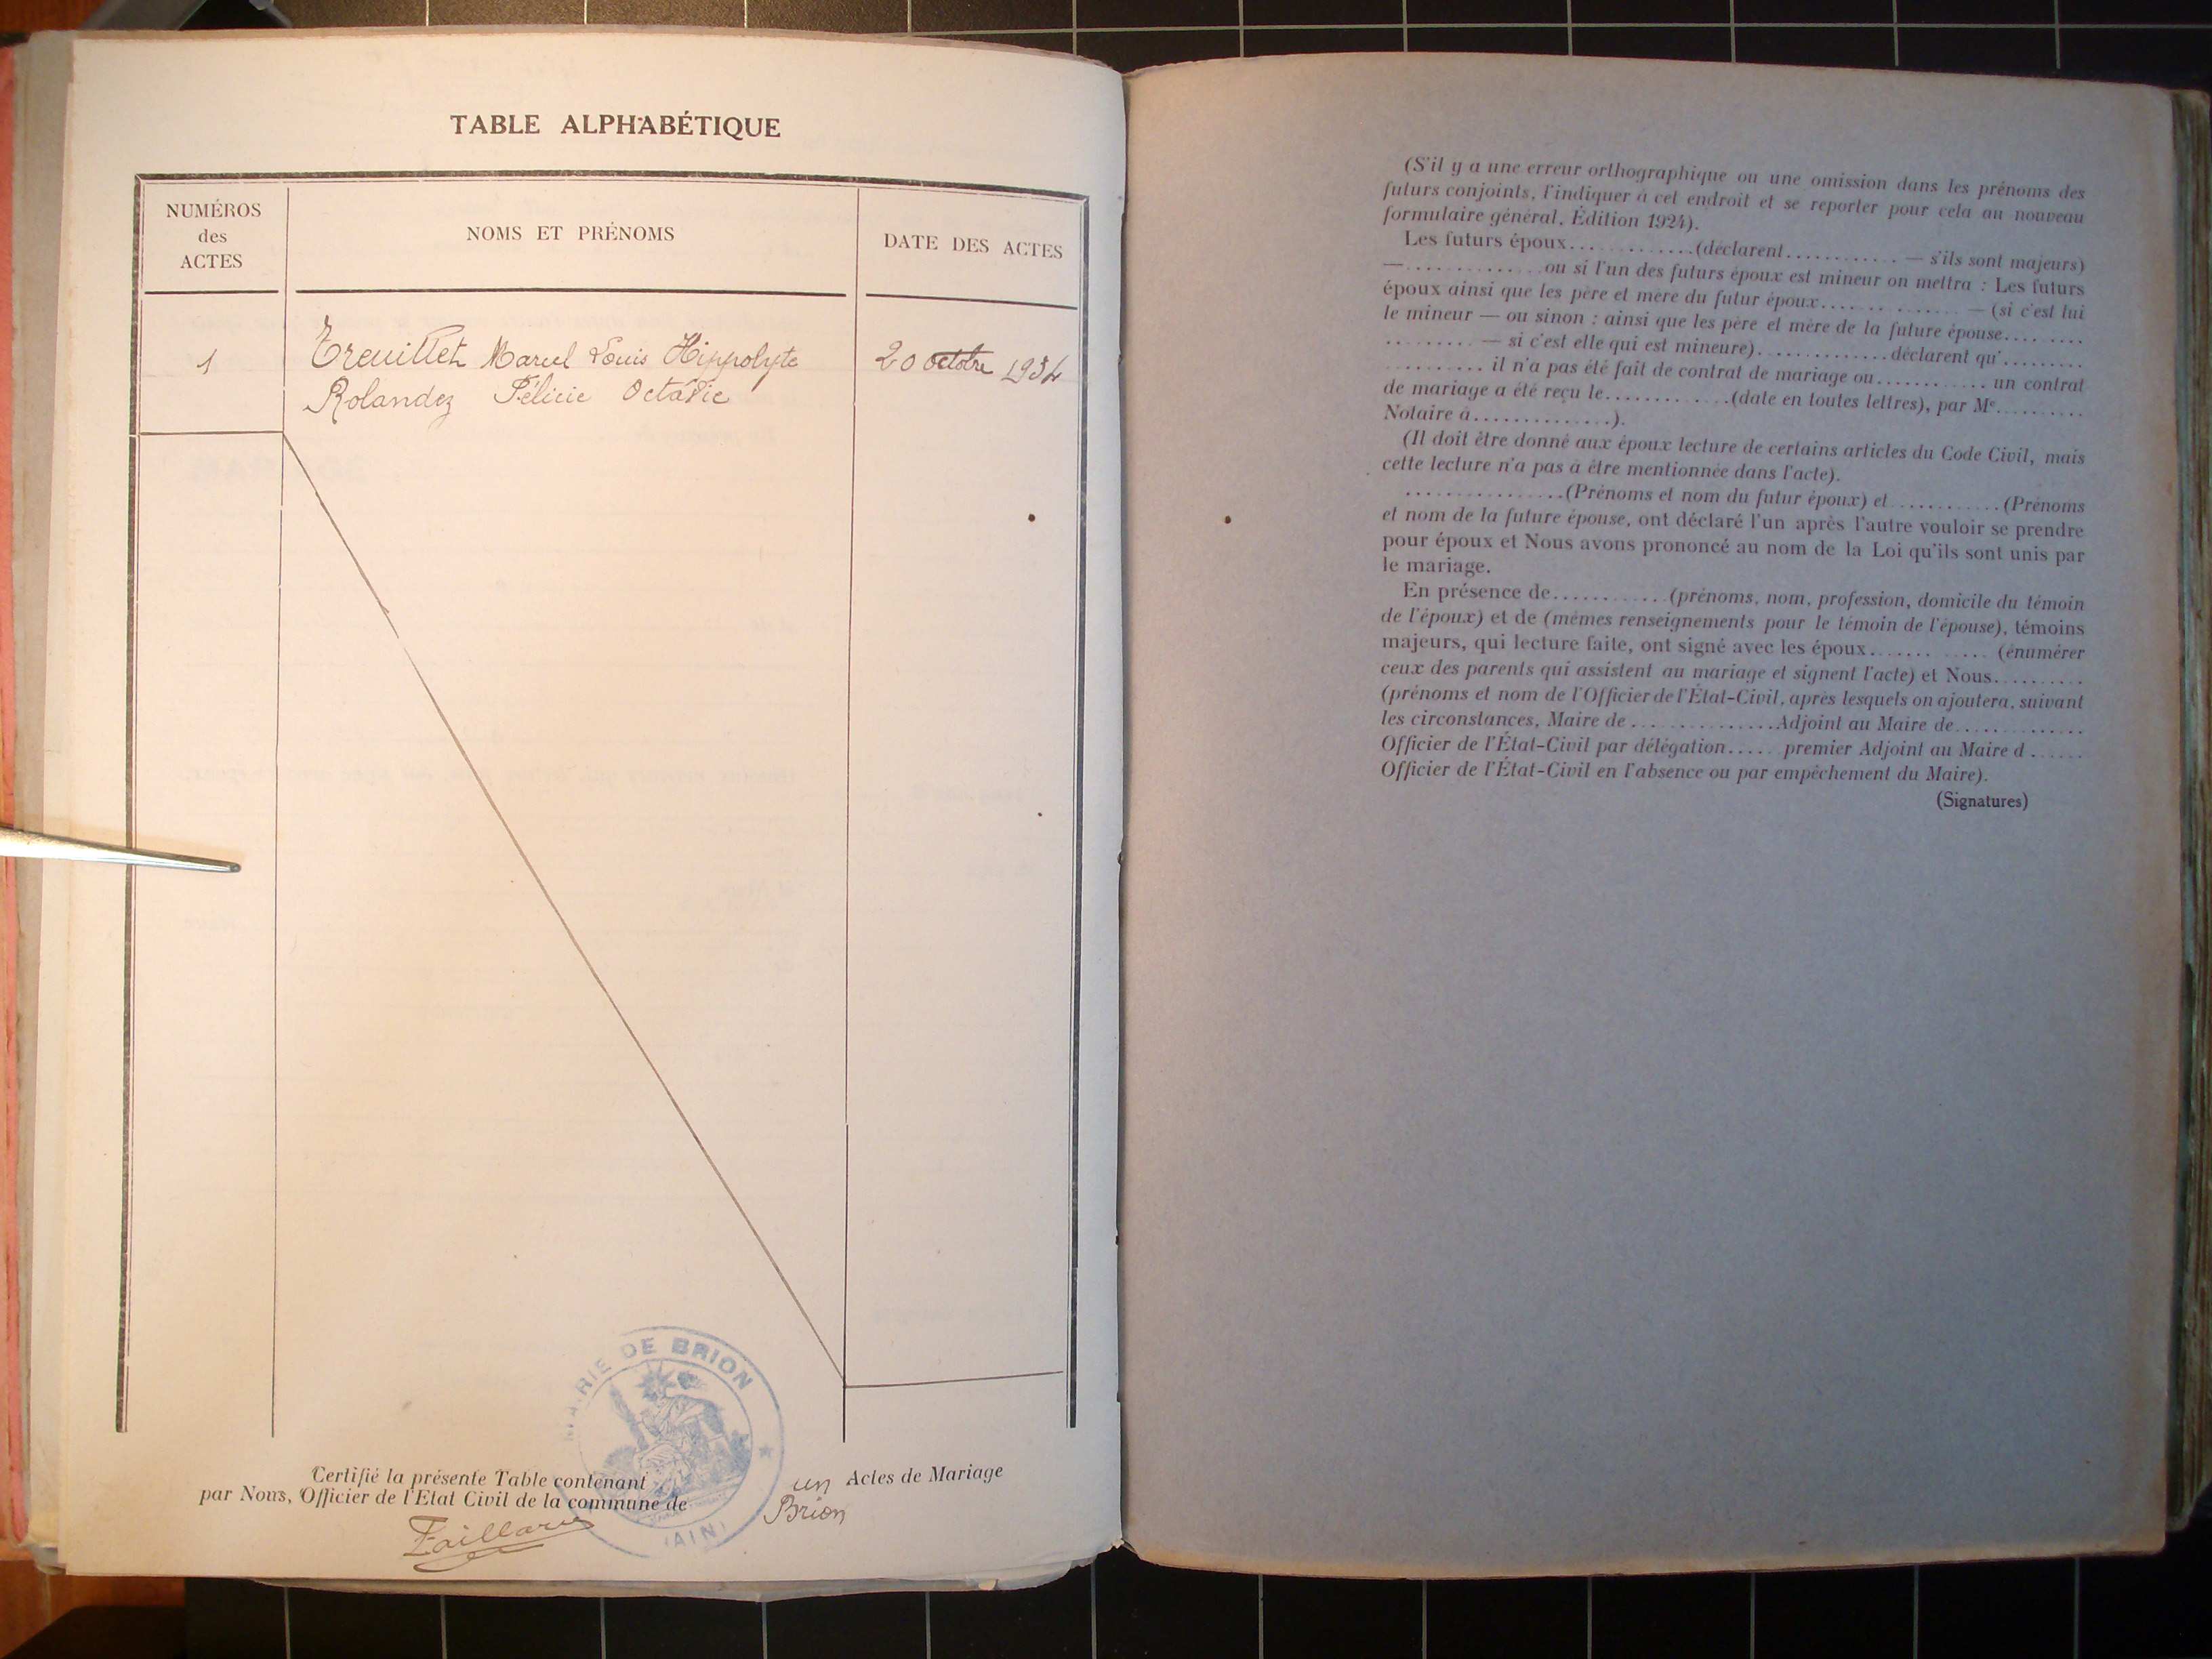 TABLE ALPHABÉTIQUE
NUMÉROS
des
ACTES
NOMS ET PRÉNOMS
DATE DES ACTES
1
Treuillet Marcel Louis Hippolyte
20 octobre 1934
Rolandez Félicie Octavie
MAIRIE DE BRION
(AIN)
Certifié la présente Table contenant un Actes de Mariage
par Nous, Officier de l'Etat Civil de la commune de Brion
Taillard
(S'il y a une erreur orthographique ou une omission dans les prénoms des
futurs conjoints, l'indiquer à cet endroit et se reporter pour cela au nouveau
formulaire général. Édition 1924).
Les futurs époux.............(déclarent............ — s'ils sont majeurs)
— .............ou si l'un des futurs époux est mineur on mettra : Les futurs
époux ainsi que les père et mère du futur époux.............. — (si c'est lui
le mineur — ou sinon : ainsi que les père et mère de la future épouse........
......... — si c'est elle qui est mineure)..............déclarent qu'.........
.......... il n'a pas été fait de contrat de mariage ou............ un contrat
de mariage a été reçu le.............(date en toutes lettres), par Me..........
Notaire à..............).
(Il doit être donné aux époux lecture de certains articles du Code Civil, mais
cette lecture n'a pas à être mentionnée dans l'acte).
................(Prénoms et nom du futur époux) et............(Prénoms
et nom de la future épouse, ont déclaré l'un après l'autre vouloir se prendre
pour époux et Nous avons prononcé au nom de la Loi qu'ils sont unis par
le mariage.
En présence de............(prénoms, nom, profession, domicile du témoin
de l'époux) et de (mêmes renseignements pour le témoin de l'épouse), témoins
majeurs, qui lecture faite, ont signé avec les époux........... (énumérer
ceux des parents qui assistent au mariage et signent l'acte) et Nous.........
(prénoms et nom de l'Officier de l'État-Civil, après lesquels on ajoutera, suivant
les circonstances, Maire de ..............Adjoint au Maire de.............
Officier de l'État-Civil par délégation..... premier Adjoint au Maire d ......
Officier de l'État-Civil en l'absence ou par empêchement du Maire).
(Signatures)